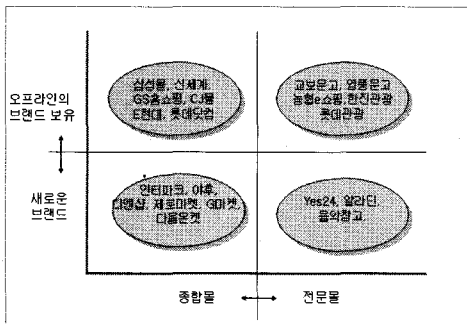 삼성몰, 신세계
GS홈쇼핑, CJ몰
E현대, 롯데닷컴
교보문고, 영풍문고
농협e쇼핑,한진관광
롯데관광
오프라인의
브랜드 보유
새로운
브랜드
인터파크, 야후,
디앤샵, 제로마켓, G마켓
다음온켓
Yes24, 알라딘,
음악창고
종합몰
전문몰